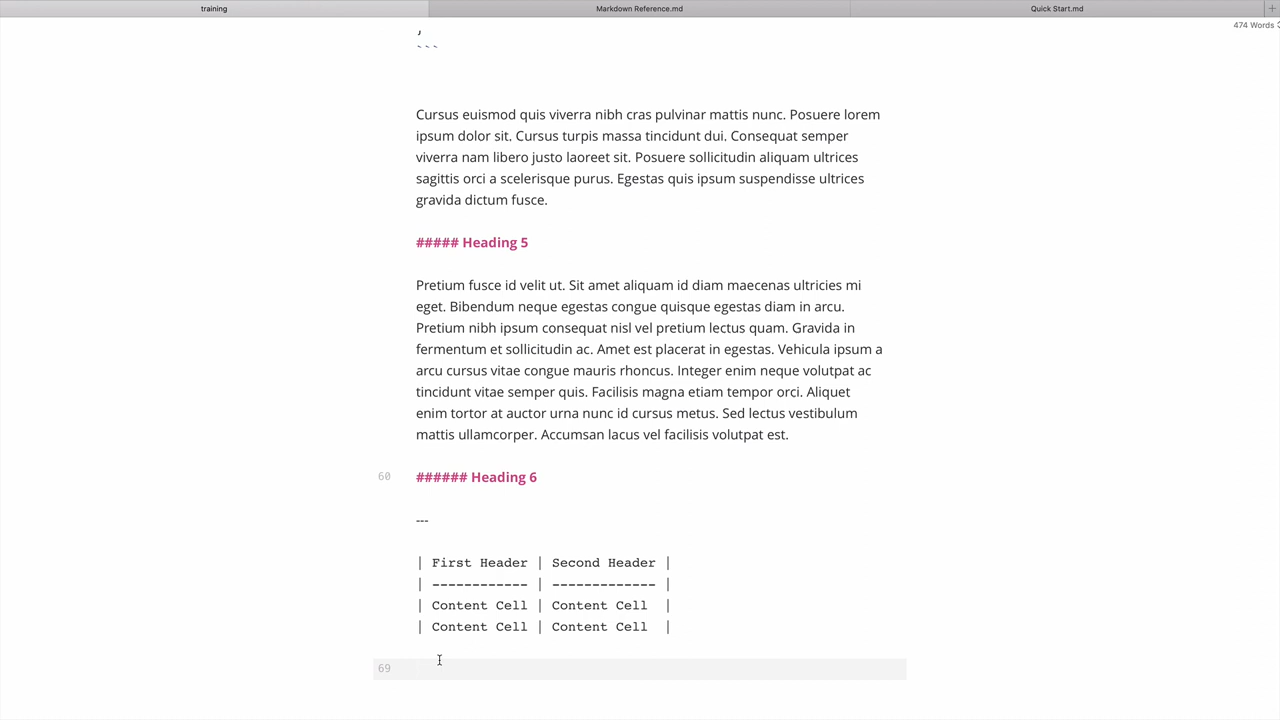 training
Markdown Reference.md
Quick Start.md
+
474 Words
,
```
Cursus euismod quis viverra nibh cras pulvinar mattis nunc. Posuere lorem
ipsum dolor sit. Cursus turpis massa tincidunt dui. Consequat semper
viverra nam libero justo laoreet sit. Posuere sollicitudin aliquam ultrices
sagittis orci a scelerisque purus. Egestas quis ipsum suspendisse ultrices
gravida dictum fusce.
##### Heading 5
Pretium fusce id velit ut. Sit amet aliquam id diam maecenas ultricies mi
eget. Bibendum neque egestas congue quisque egestas diam in arcu.
Pretium nibh ipsum consequat nisl vel pretium lectus quam. Gravida in
fermentum et sollicitudin ac. Amet est placerat in egestas. Vehicula ipsum a
arcu cursus vitae congue mauris rhoncus. Integer enim neque volutpat ac
tincidunt vitae semper quis. Facilisis magna etiam tempor orci. Aliquet
enim tortor at auctor urna nunc id cursus metus. Sed lectus vestibulum
mattis ullamcorper. Accumsan lacus vel facilisis volutpat est.
60 ###### Heading 6
---
| First Header | Second Header |
| ------------ | ------------- |
| Content Cell | Content Cell  |
| Content Cell | Content Cell  |
69